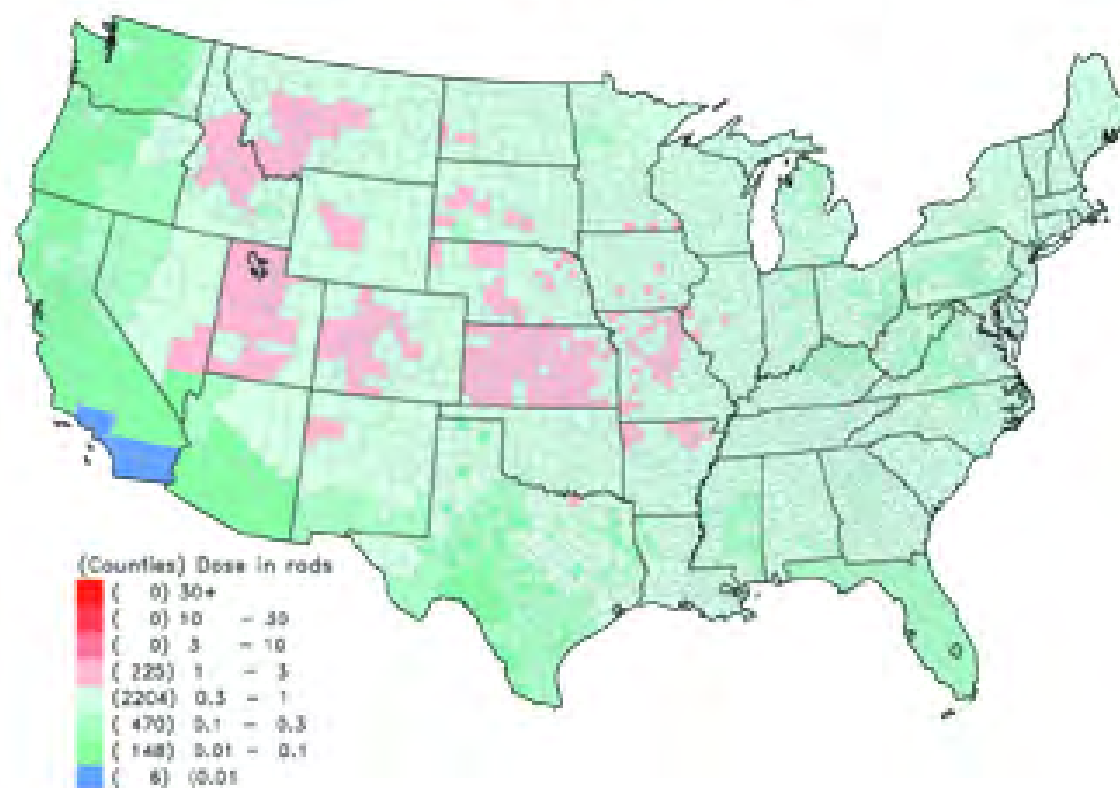 (Counties) Dose in rads
( 0) 30+
( 0) 10 - 30
( 0) 3 - 10
( 225) 1 - 3
(2204) 0.3 - 1
( 470) 0.1 - 0.3
( 148) 0.01 - 0.1
( 6) <0.01